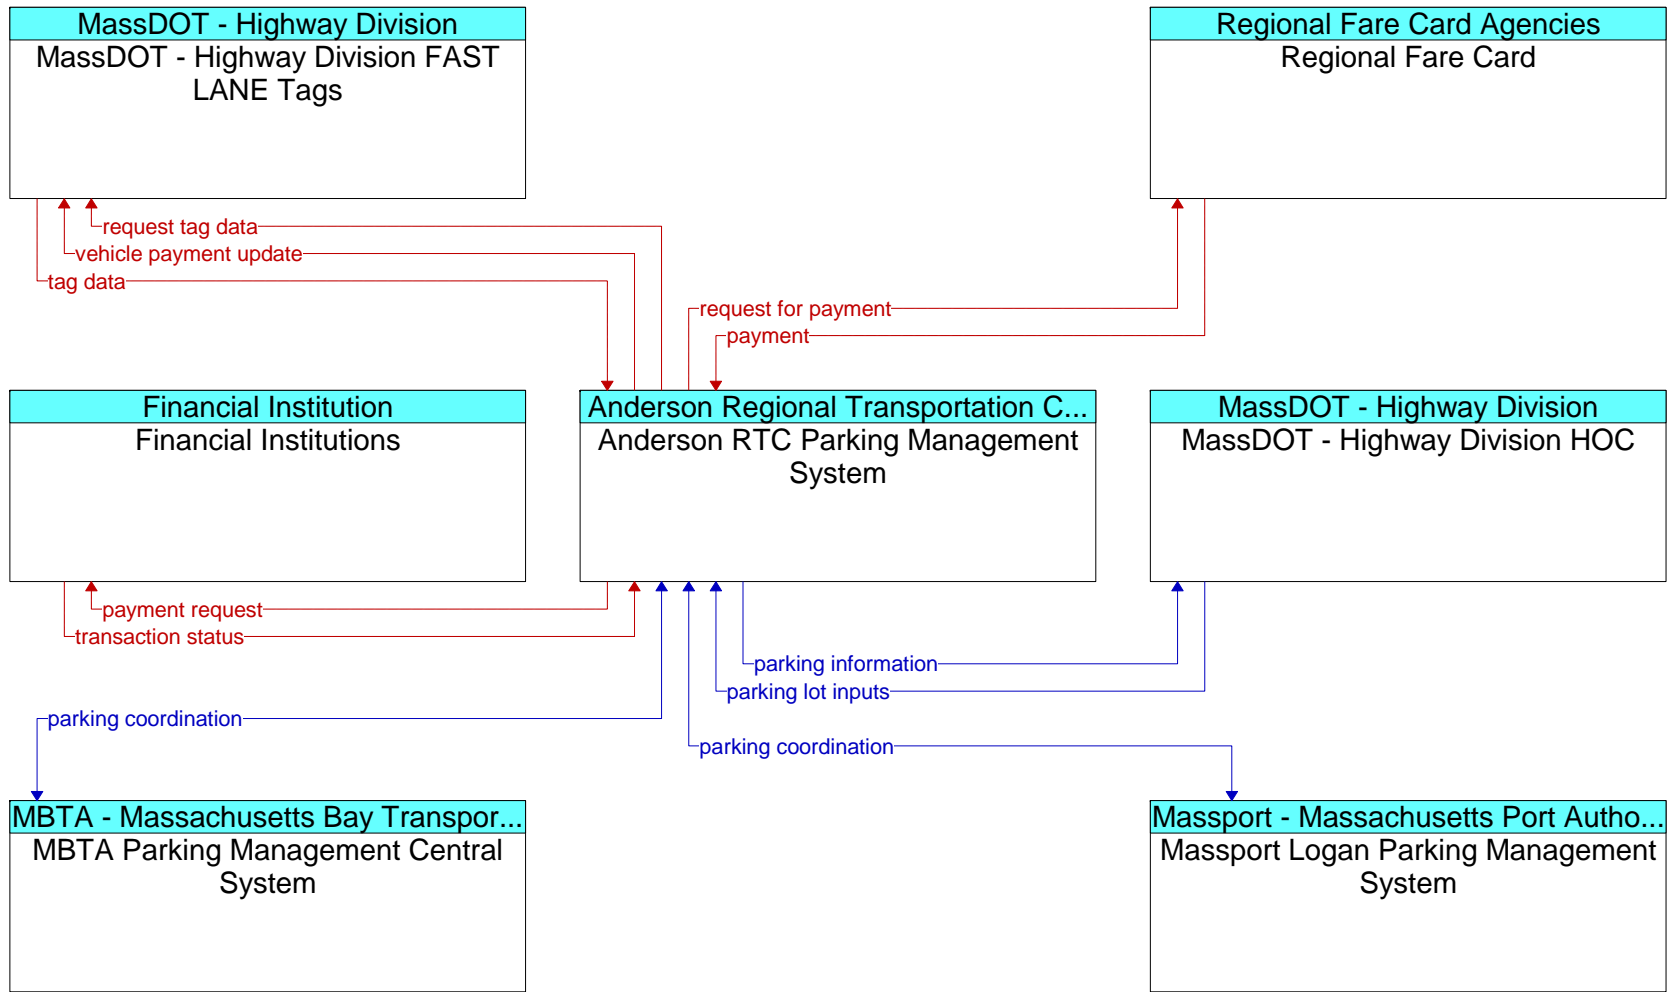 MassDOT - Highway Division
MassDOT - Highway Division FAST
LANE Tags
Regional Fare Card Agencies
Regional Fare Card
request tag data
vehicle payment update
tag data
request for payment
payment
Financial Institution
Financial Institutions
Anderson Regional Transportation C...
Anderson RTC Parking Management
System
MassDOT - Highway Division
MassDOT - Highway Division HOC
payment request
transaction status
parking information
parking lot inputs
parking coordination
parking coordination
MBTA - Massachusetts Bay Transpor...
MBTA Parking Management Central
System
Massport - Massachusetts Port Autho...
Massport Logan Parking Management
System